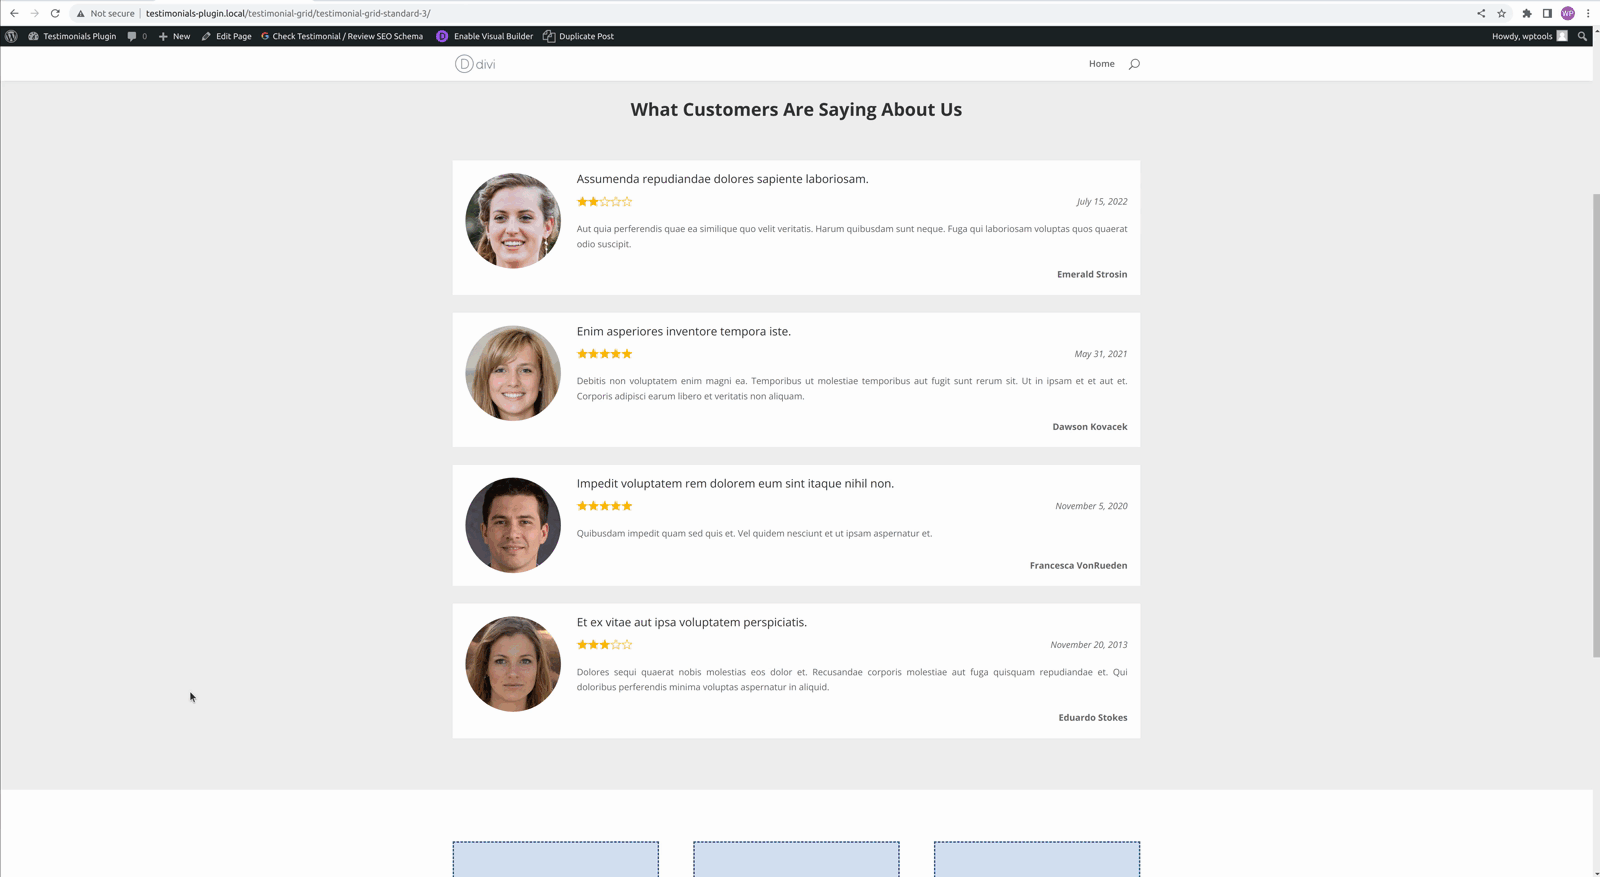 Not secure testimonials-plugin.local/testimonial-grid/testimonial-grid-standard-3/ WP
Testimonials Plugin 0 New Edit Page G Check Testimonial / Review SEO Schema D Enable Visual Builder Duplicate Post Howdy, wptools
D divi Home
What Customers Are Saying About Us
Assumenda repudiandae dolores sapiente laboriosam.
July 15, 2022
Aut quia perferendis quae ea similique quo velit veritatis. Harum quibusdam sunt neque. Fuga qui laboriosam voluptas quos quaerat
odio suscipit.
Emerald Strosin
Enim asperiores inventore tempora iste.
May 31, 2021
Debitis non voluptatem enim magni ea. Temporibus ut molestiae temporibus aut fugit sunt rerum sit. Ut in ipsam et et aut et.
Corporis adipisci earum libero et veritatis non aliquam.
Dawson Kovacek
Impedit voluptatem rem dolorem eum sint itaque nihil non.
November 5, 2020
Quibusdam impedit quam sed quis et. Vel quidem nesciunt et ut ipsam aspernatur et.
Francesca VonRueden
Et ex vitae aut ipsa voluptatem perspiciatis.
November 20, 2013
Dolores sequi quaerat nobis molestias eos dolor et. Recusandae corporis molestiae aut fuga quisquam repudiandae et. Qui
doloribus perferendis minima voluptas aspernatur in aliquid.
Eduardo Stokes